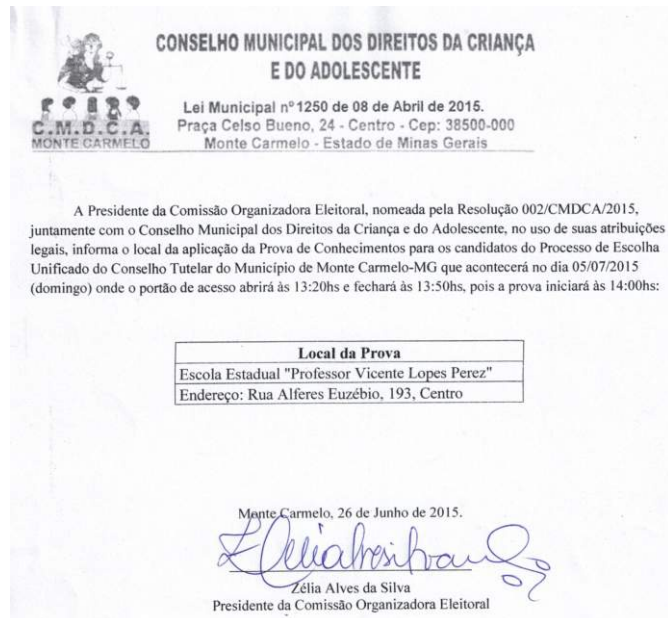 CONSELHO MUNICIPAL DOS DIREITOS DA CRIANÇA
E DO ADOLESCENTE
C.M.D.C.A.
MONTE CARMELO
Lei Municipal nº 1250 de 08 de Abril de 2015.
Praça Celso Bueno, 24 - Centro - Cep: 38500-000
Monte Carmelo - Estado de Minas Gerais
A Presidente da Comissão Organizadora Eleitoral, nomeada pela Resolução 002/CMDCA/2015,
juntamente com o Conselho Municipal dos Direitos da Criança e do Adolescente, no uso de suas atribuições
legais, informa o local da aplicação da Prova de Conhecimentos para os candidatos do Processo de Escolha
Unificado do Conselho Tutelar do Município de Monte Carmelo-MG que acontecerá no dia 05/07/2015
(domingo) onde o portão de acesso abrirá às 13:20hs e fechará às 13:50hs, pois a prova iniciará às 14:00hs:
Local da Prova
Escola Estadual "Professor Vicente Lopes Perez"
Endereço: Rua Alferes Euzébio, 193, Centro
Monte Carmelo, 26 de Junho de 2015.
Zélia Alves da Silva
Presidente da Comissão Organizadora Eleitoral